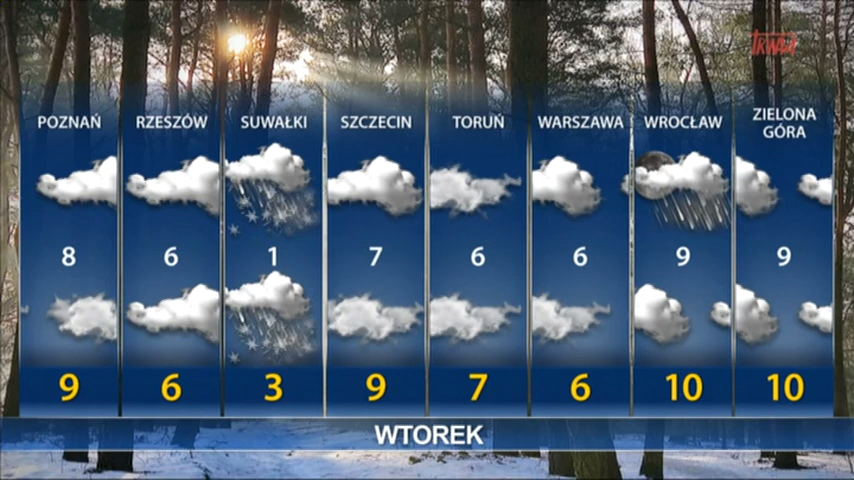 TRWAM
POZNAŃ
RZESZÓW
SUWAŁKI
SZCZECIN
TORUŃ
WARSZAWA
WROCŁAW
ZIELONA
GÓRA
8
6
1
7
6
6
9
9
9
6
3
9
7
6
10
10
WTOREK